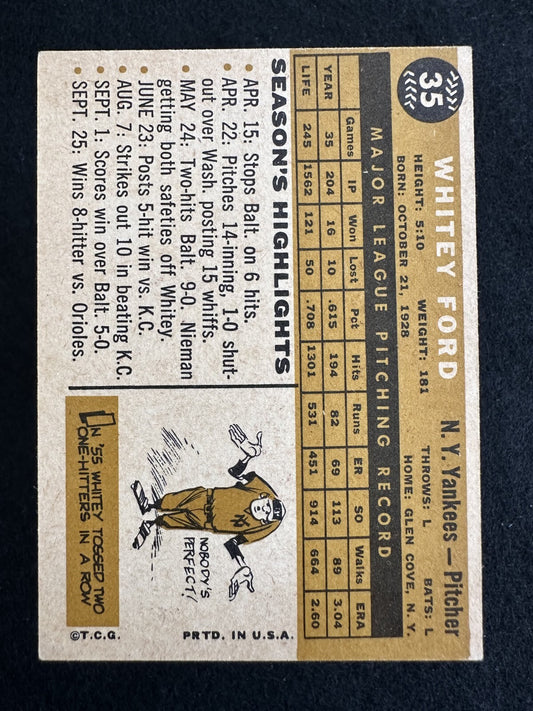 35
WHITEY FORD
N. Y. Yankees — Pitcher
HEIGHT: 5:10 WEIGHT: 181 THROWS: L BATS: L
BORN: OCTOBER 21, 1928 HOME: GLEN COVE, N. Y.
MAJOR LEAGUE PITCHING RECORD
Games IP Won Lost Pct Hits Runs ER SO Walks ERA
YEAR 35 204 16 10 .615 194 82 69 113 89 3.04
LIFE 245 1562 121 50 .708 1301 531 451 914 664 2.60
SEASON'S HIGHLIGHTS
• APR. 15: Stops Balt. on 6 hits.
• APR. 22: Pitches 14-inning, 1-0 shut-
out over Wash. posting 15 whiffs.
• MAY 24: Two-hits Balt. 9-0. Nieman
getting both safeties off Whitey.
• JUNE 23: Posts 5-hit win vs. K.C.
• AUG. 7: Strikes out 10 in beating K.C.
• SEPT. 1: Scores win over Balt. 5-0.
• SEPT. 25: Wins 8-hitter vs. Orioles.
NOBODY'S
PERFECT!
IN '55 WHITEY TOSSED TWO
ONE-HITTERS IN A ROW
©T.C.G. PRTD. IN U.S.A.